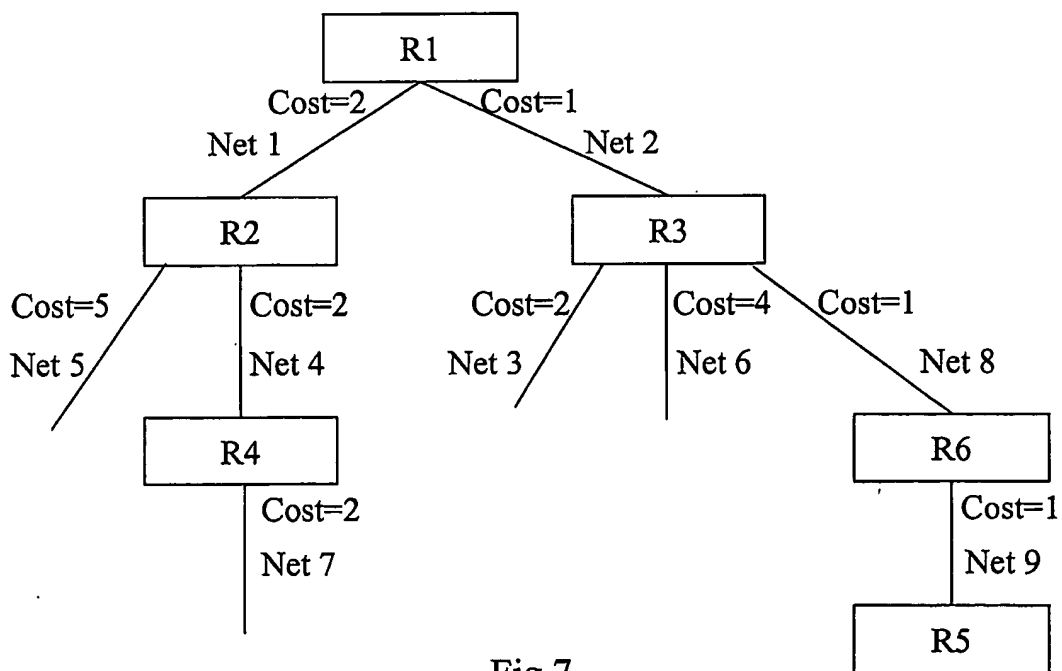 R1
Cost=2
Cost=1
Net 1
Net 2
R2
R3
Cost=5
Cost=2
Cost=2
Cost=4
Cost=1
Net 5
Net 4
Net 3
Net 6
Net 8
R4
R6
Cost=2
Cost=1
Net 7
Net 9
R5
Fig.7